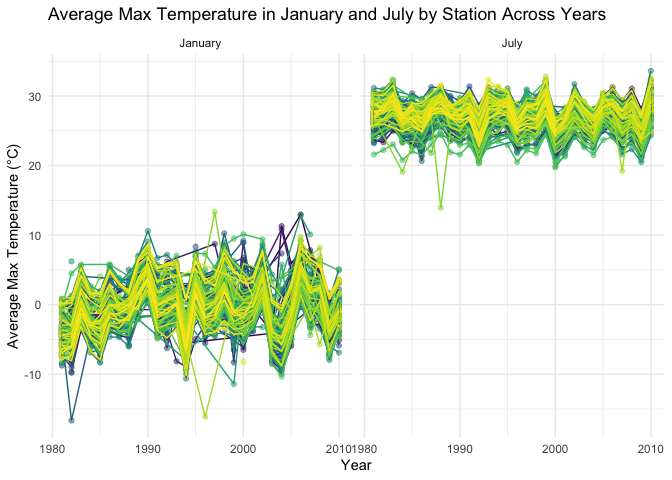 Average Max Temperature in January and July by Station Across Years
January
July
Average Max Temperature (°C)
30
20
10
0
-10
1980
1990
2000
2010
1980
1990
2000
2010
Year